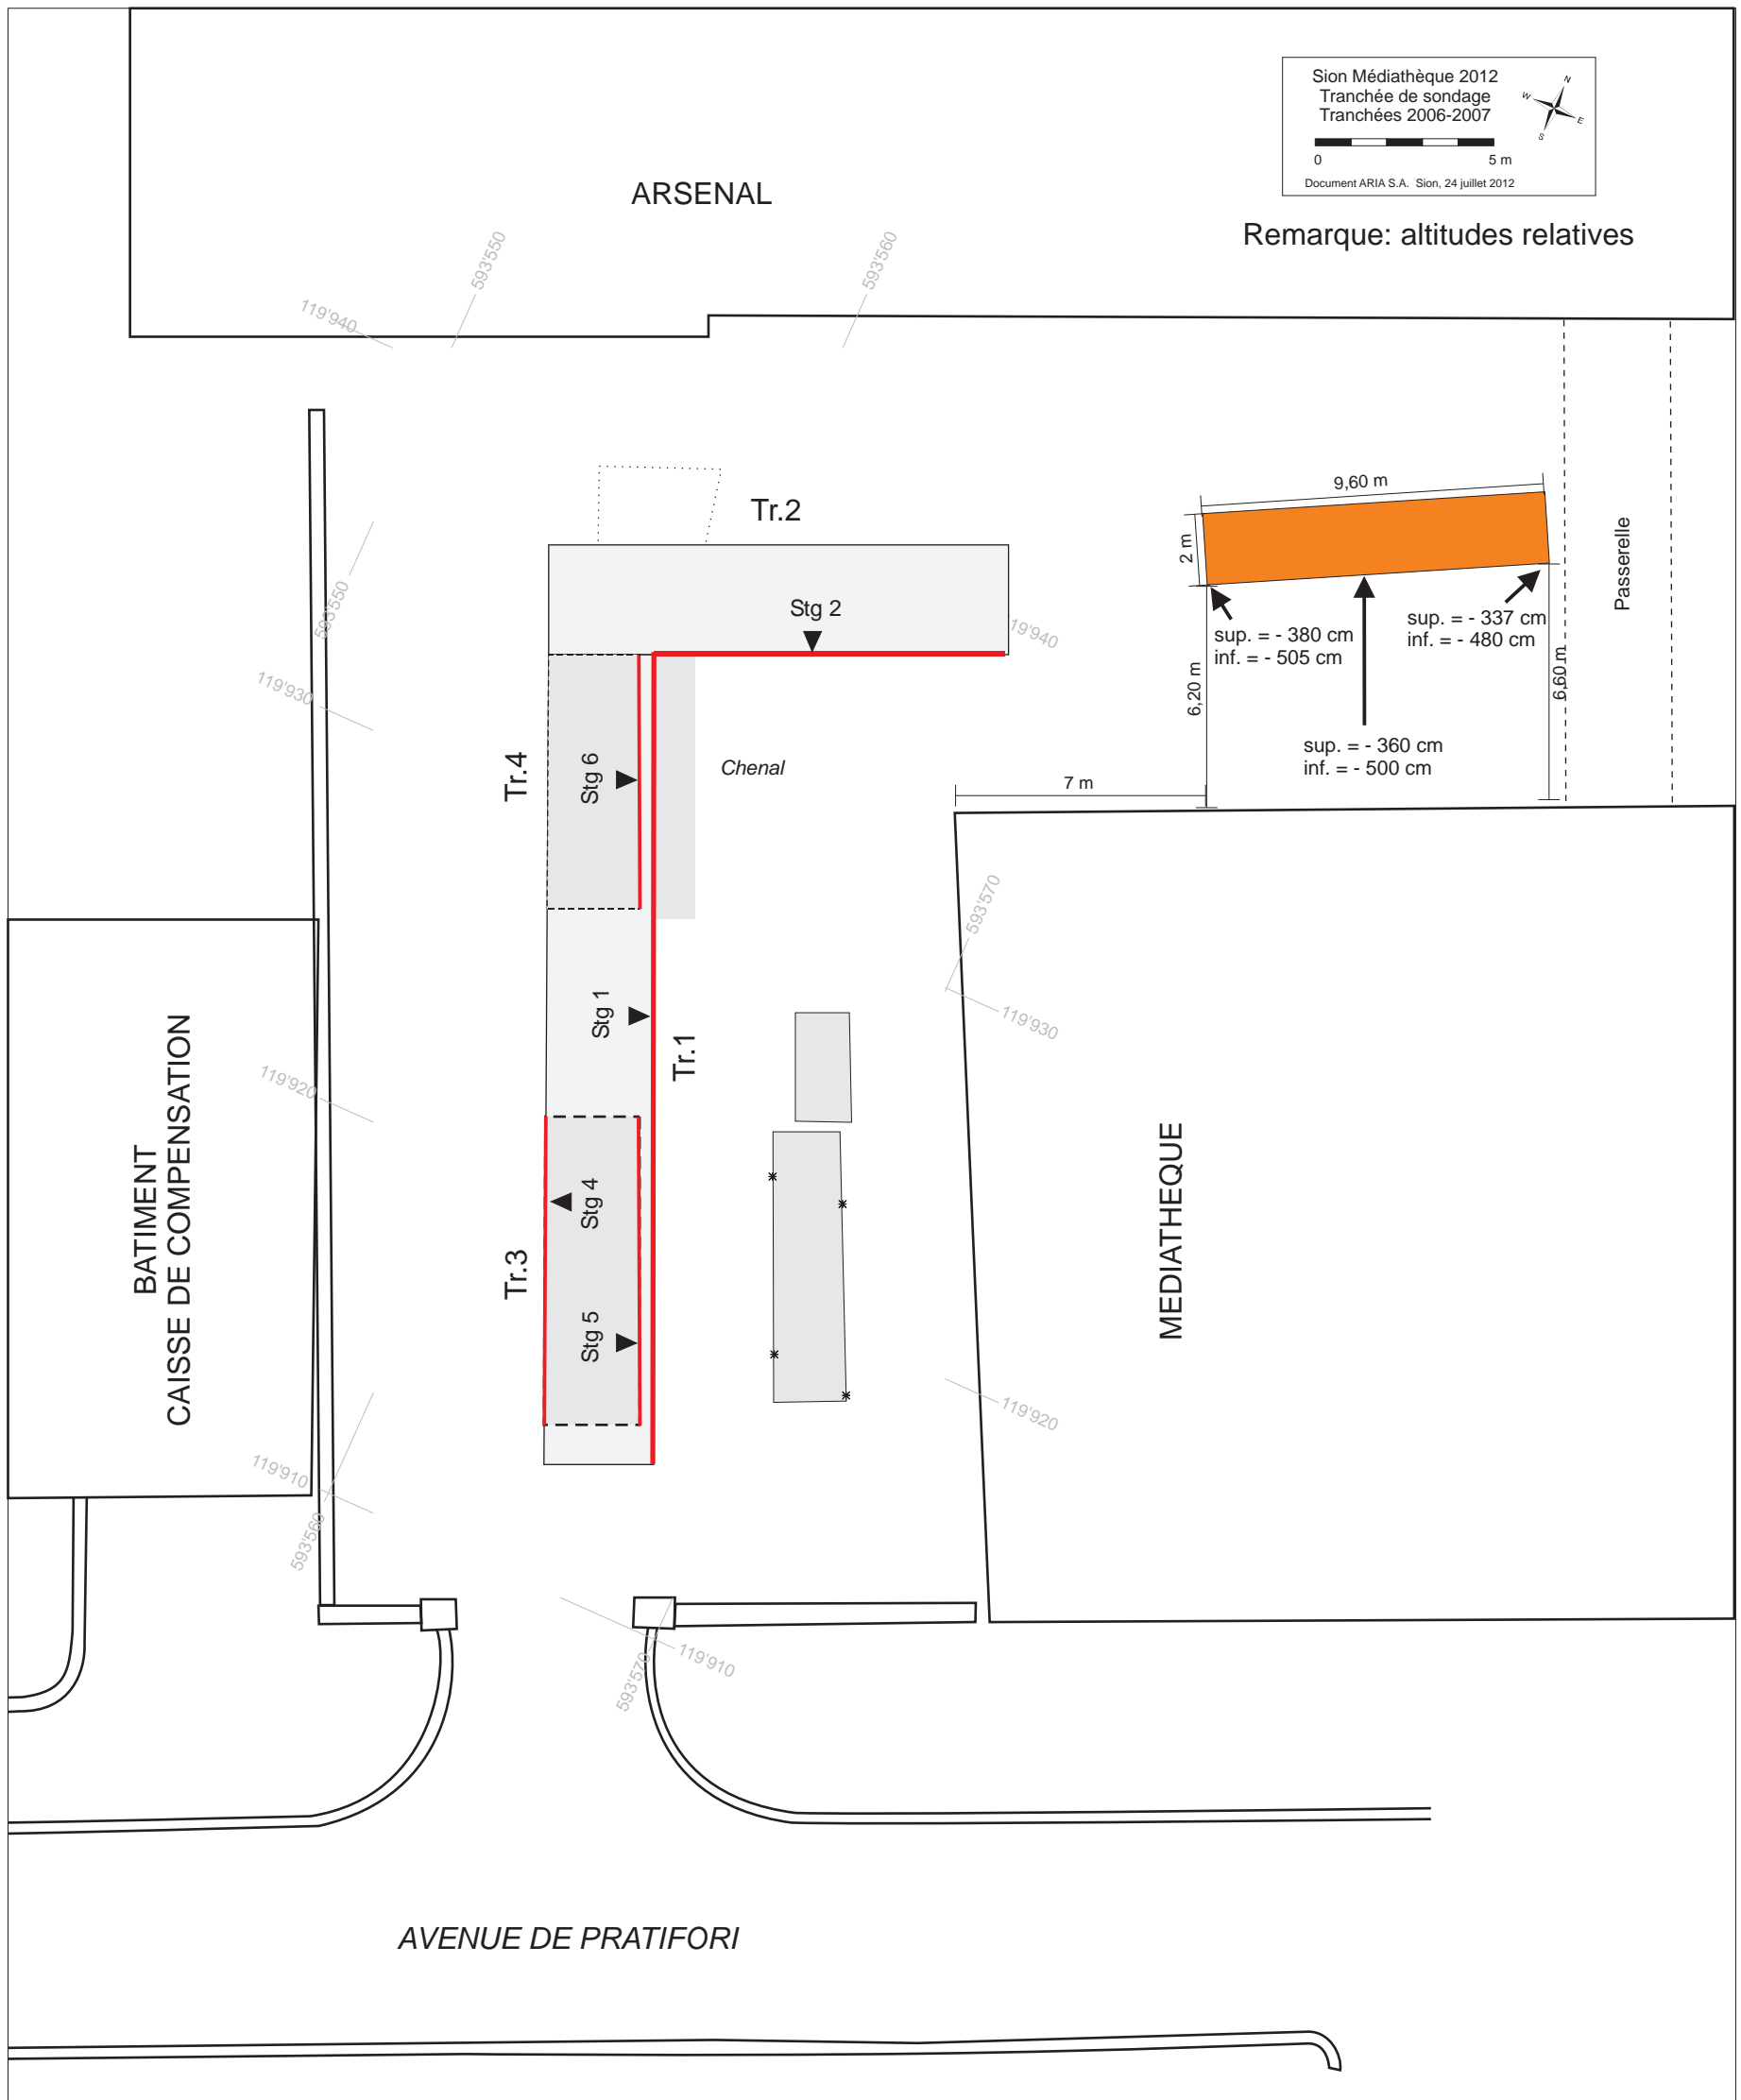 Sion Médiathèque 2012
Tranchée de sondage
Tranchées 2006-2007
N
W
E
S
0
5 m
Document ARIA S.A. Sion, 24 juillet 2012
ARSENAL
Remarque: altitudes relatives
593'550
593'560
119'940
9,60 m
Tr.2
2 m
Passerelle
593'550
Stg 2
sup. = - 380 cm
inf. = - 505 cm
sup. = - 337 cm
inf. = - 480 cm
19'940
119'930
6,20 m
6,60 m
Tr.4
Stg 6
Chenal
sup. = - 360 cm
inf. = - 500 cm
7 m
593'570
119'930
Stg 1
Tr.1
119'920
BATIMENT
CAISSE DE COMPENSATION
Stg 4
MEDIATHEQUE
Tr.3
Stg 5
119'920
119'910
593'560
119'910
593'570
AVENUE DE PRATIFORI